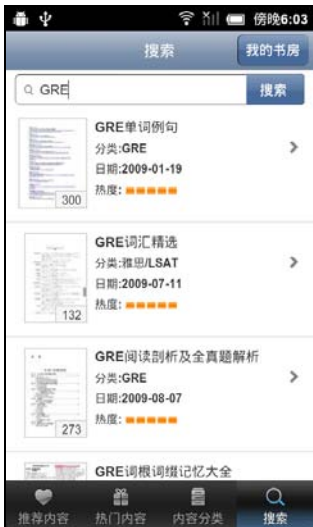 傍晚6:03
搜索
我的书房
GRE
搜索
GRE单词例句
分类:GRE
日期:2009-01-19
热度:
300
GRE词汇精选
分类:雅思/LSAT
日期:2009-07-11
热度:
132
GRE阅读剖析及全真题解析
分类:GRE
日期:2009-08-07
热度:
273
GRE词根词缀记忆大全
推荐内容
热门内容
内容分类
搜索